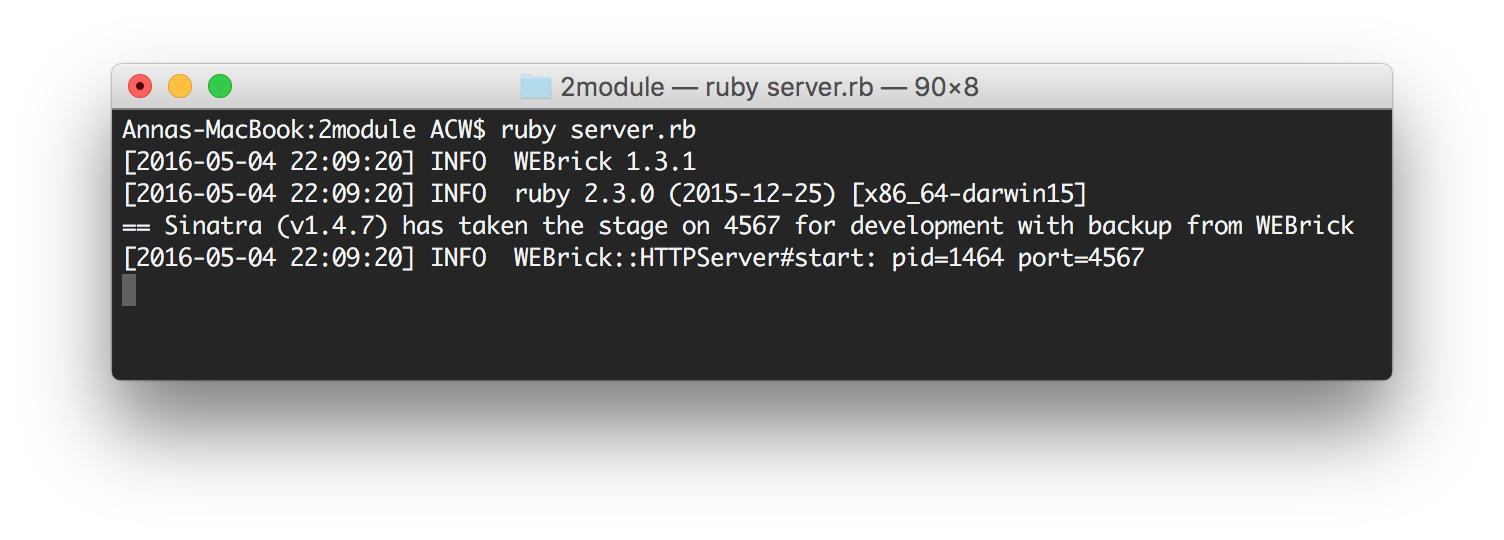 2module — ruby server.rb — 90×8
Annas-MacBook:2module ACW$ ruby server.rb
[2016-05-04 22:09:20] INFO  WEBrick 1.3.1
[2016-05-04 22:09:20] INFO  ruby 2.3.0 (2015-12-25) [x86_64-darwin15]
== Sinatra (v1.4.7) has taken the stage on 4567 for development with backup from WEBrick
[2016-05-04 22:09:20] INFO  WEBrick::HTTPServer#start: pid=1464 port=4567